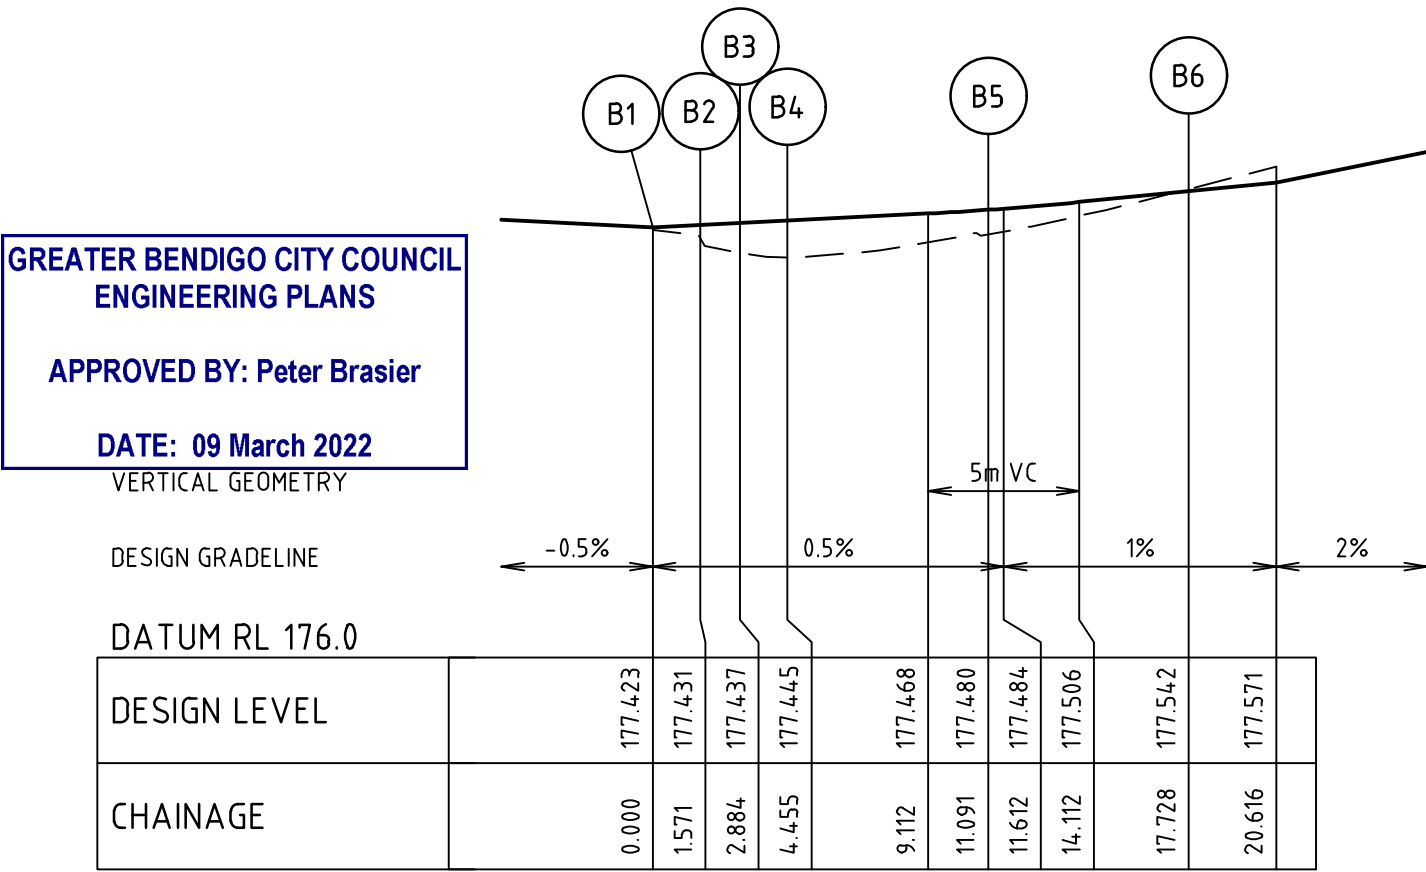 B3
B6
B5
B1
B2
B4
GREATER BENDIGO CITY COUNCIL
ENGINEERING PLANS
APPROVED BY: Peter Brasier
DATE: 09 March 2022
VERTICAL GEOMETRY
5m VC
DESIGN GRADELINE
-0.5%
0.5%
1%
2%
DATUM RL 176.0
DESIGN LEVEL
177.423
177.431
177.437
177.445
177.468
177.480
177.484
177.506
177.542
177.571
CHAINAGE
0.000
1.571
2.884
4.455
9.112
11.091
11.612
14.112
17.728
20.616